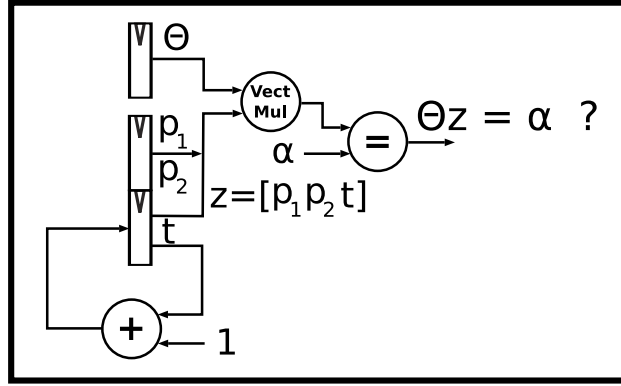 Θ
Vect
Mul
p1
p2
α
=
Θz = α ?
z=[p1p2t]
t
+
1